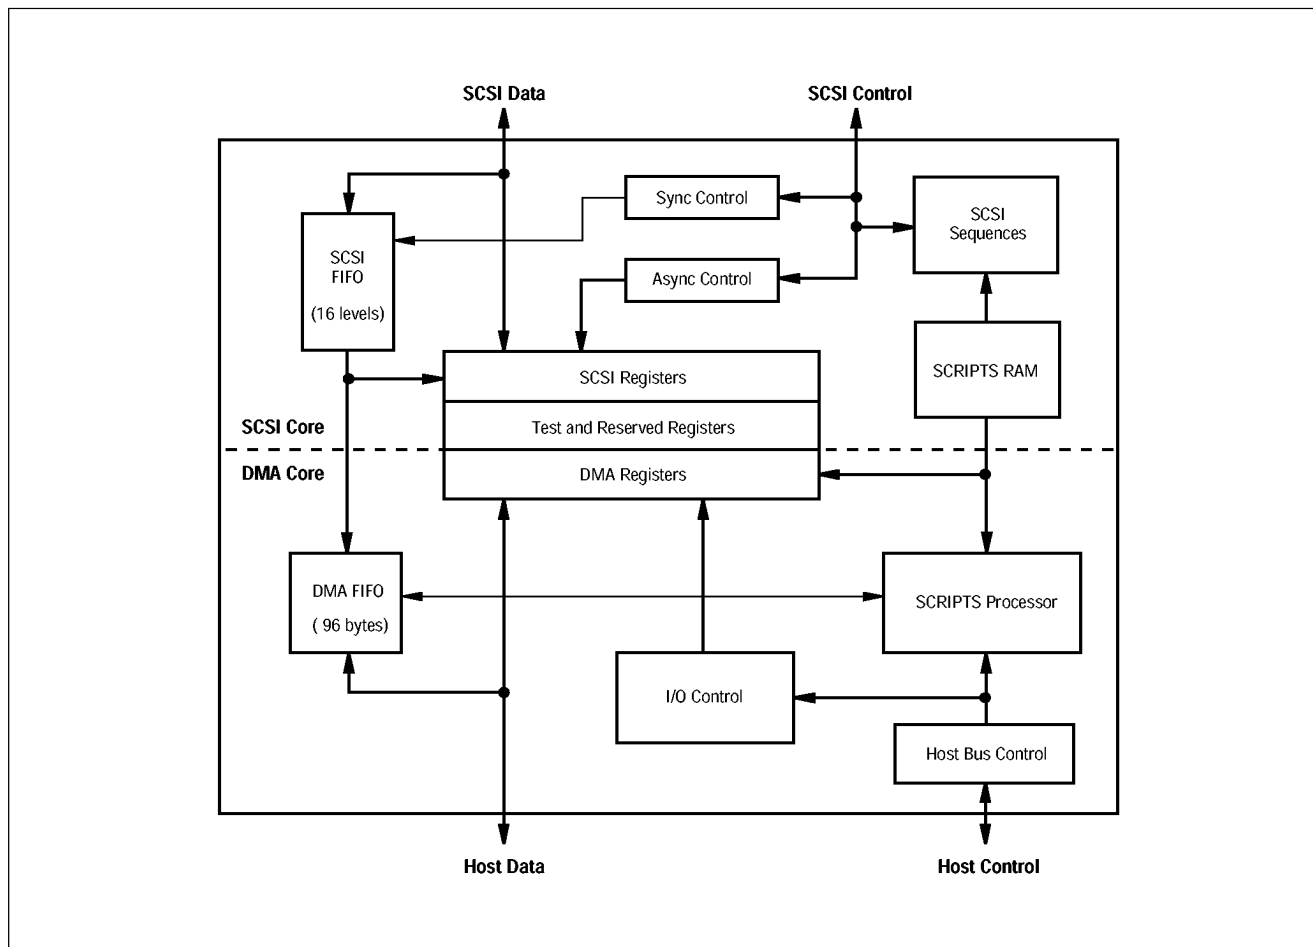 SCSI Data
SCSI Control
Sync Control
SCSI
Sequences
SCSI
FIFO
(16 levels)
Async Control
SCSI Registers
SCRIPTS RAM
SCSI Core
Test and Reserved Registers
DMA Core
DMA Registers
DMA FIFO
( 96 bytes)
SCRIPTS Processor
I/O Control
Host Bus Control
Host Data
Host Control